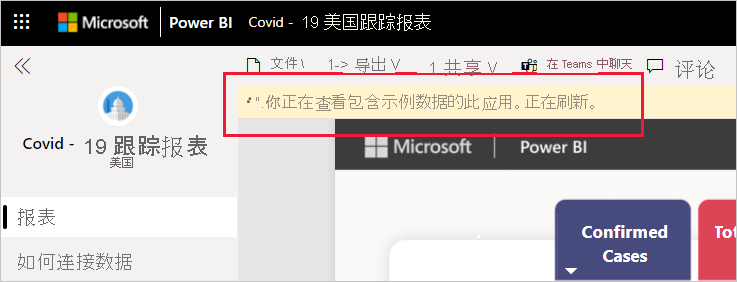 Microsoft Power BI Covid - 19 美国跟踪报表
文件 \ 1-> 导出 V 1 共享 V 在 Teams 中聊天 评论
"你正在查看包含示例数据的此应用。正在刷新。
Covid - 19 跟踪报表
美国
Microsoft Power BI
报表
如何连接数据
Confirmed
Cases
Tot